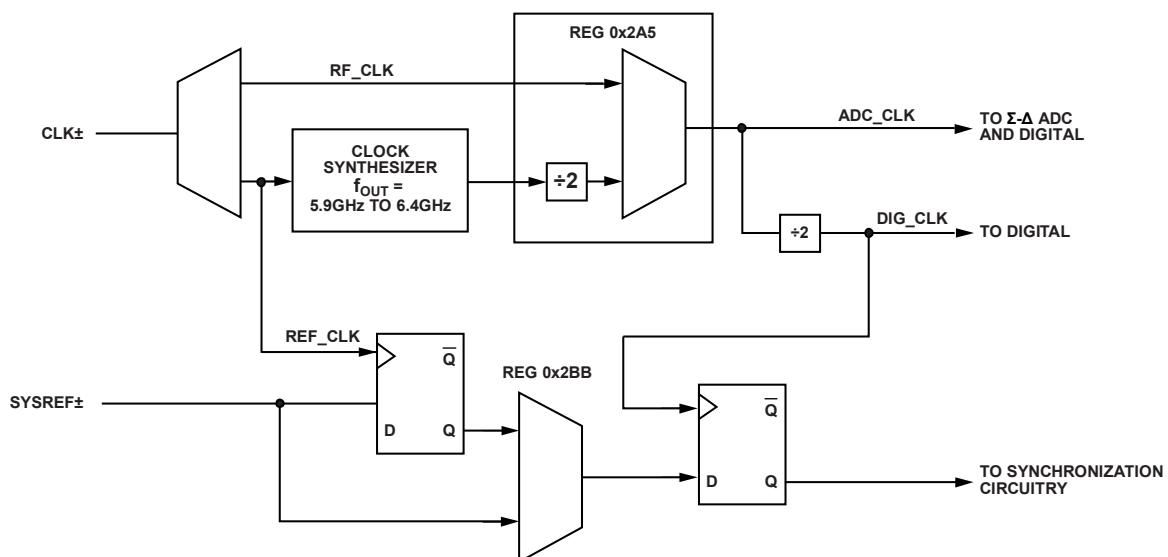 REG 0x2A5
RF_CLK
CLK±
CLOCK
SYNTHESIZER
fOUT =
5.9GHz TO 6.4GHz
÷2
ADC_CLK
TO Σ-Δ ADC
AND DIGITAL
÷2
DIG_CLK
TO DIGITAL
REF_CLK
Q
D
Q
SYSREF±
REG 0x2BB
Q
D
Q
TO SYNCHRONIZATION
CIRCUITRY